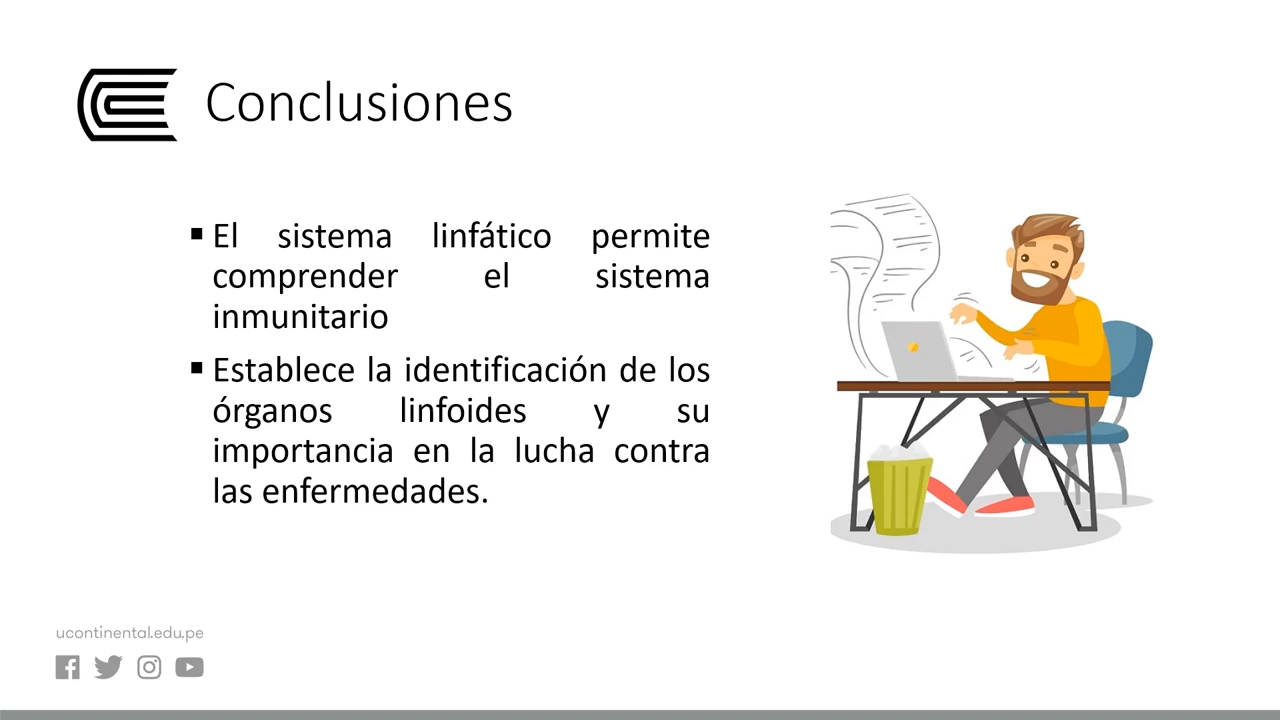 Conclusiones
▪ El sistema linfático permite
comprender el sistema
inmunitario
▪ Establece la identificación de los
órganos linfoides y su
importancia en la lucha contra
las enfermedades.
ucontinental.edu.pe